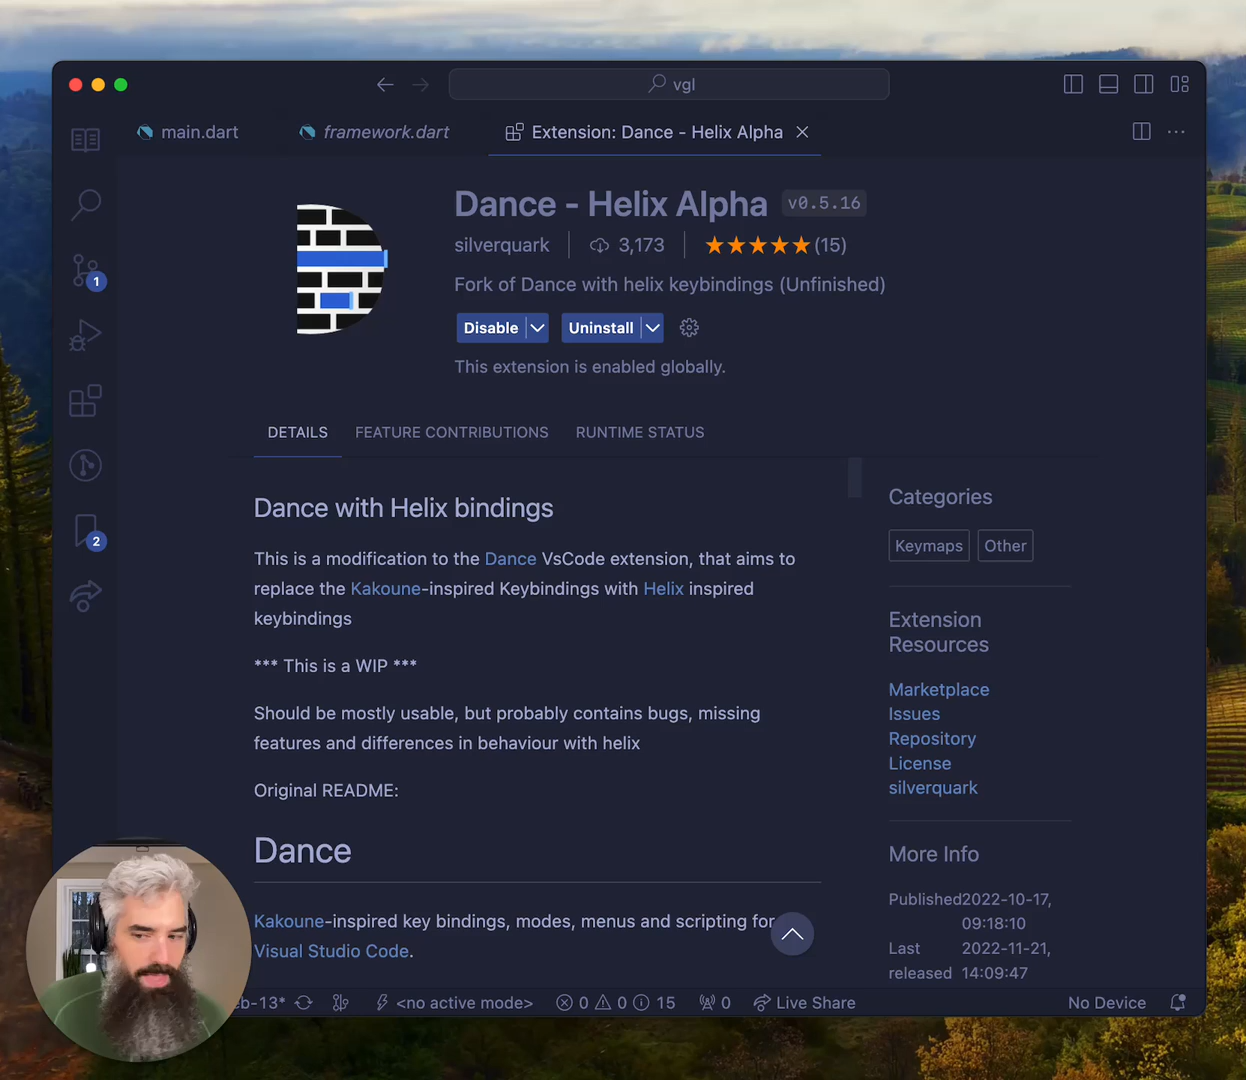 vgl
main.dart
framework.dart
Extension: Dance - Helix Alpha
Dance - Helix Alpha v0.5.16
silverquark 3,173 (15)
Fork of Dance with helix keybindings (Unfinished)
Disable Uninstall
This extension is enabled globally.
DETAILS FEATURE CONTRIBUTIONS RUNTIME STATUS
Dance with Helix bindings
This is a modification to the Dance VsCode extension, that aims to
replace the Kakoune-inspired Keybindings with Helix inspired
keybindings
*** This is a WIP ***
Should be mostly usable, but probably contains bugs, missing
features and differences in behaviour with helix
Original README:
Dance
Kakoune-inspired key bindings, modes, menus and scripting for
Visual Studio Code.
Categories
Keymaps Other
Extension
Resources
Marketplace
Issues
Repository
License
silverquark
More Info
Published 2022-10-17,
09:18:10
Last 2022-11-21,
released 14:09:47
1
2
eb-13* <no active mode> 0 0 15 0 Live Share No Device